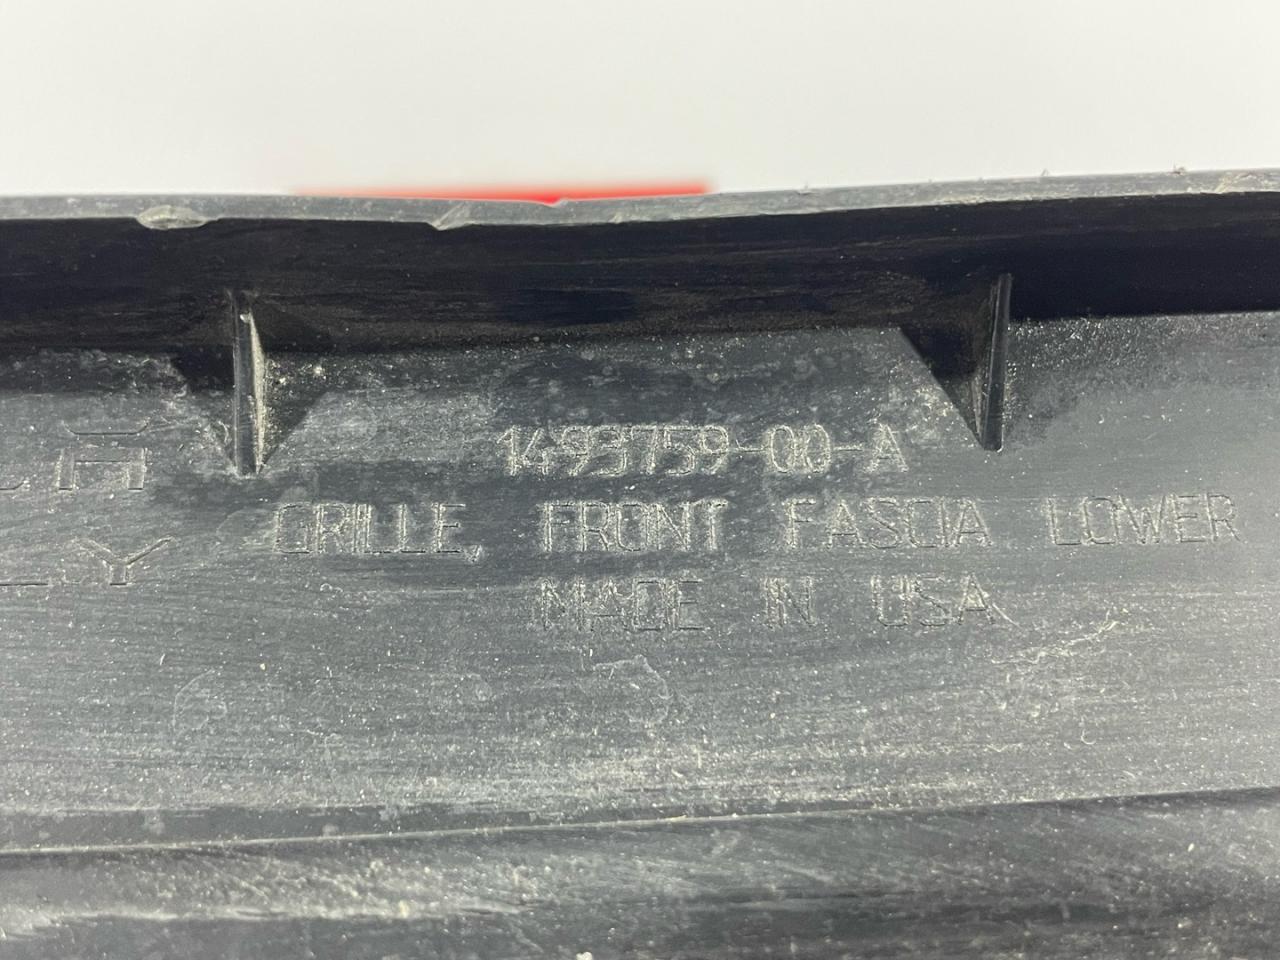 1493759-00-A
GRILLE, FRONT FASCIA LOWER
MADE IN USA